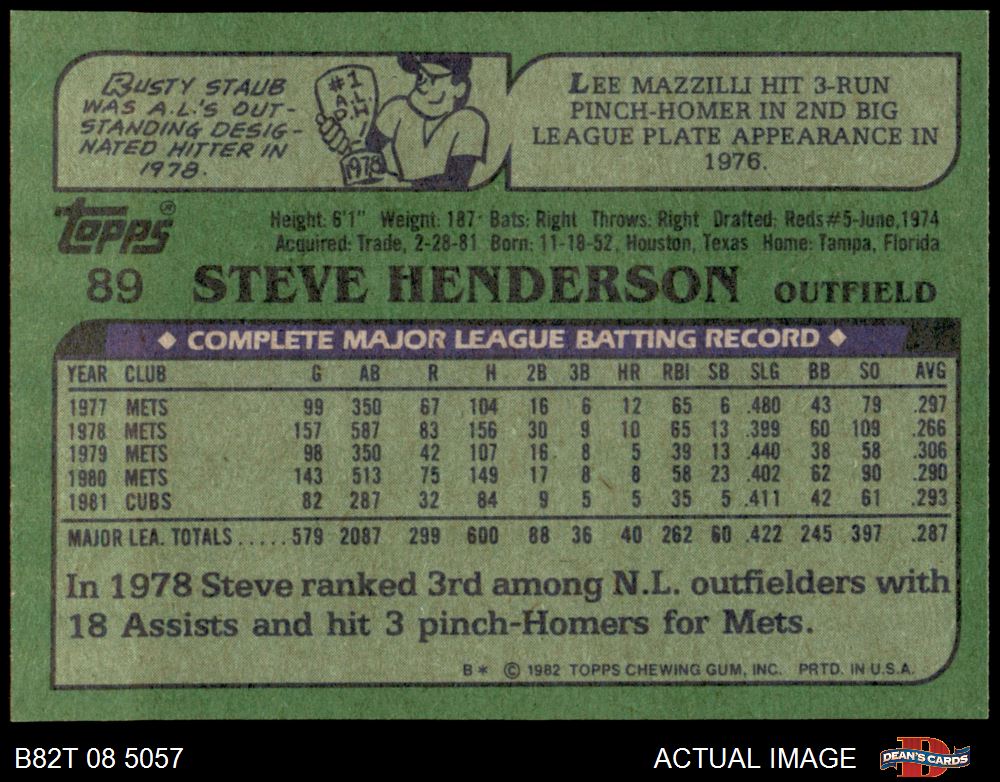 BUSTY STAUB
WAS A.L.'S OUT-
STANDING DESIG-
NATED HITTER IN
1978.
#1
1978
LEE MAZZILLI HIT 3-RUN
PINCH-HOMER IN 2ND BIG
LEAGUE PLATE APPEARANCE IN
1976.
Topps®
Height: 6'1" Weight: 187 Bats: Right Throws: Right Drafted: Reds #5-June, 1974
Acquired: Trade, 2-28-81 Born: 11-18-52, Houston, Texas Home: Tampa, Florida
89 STEVE HENDERSON OUTFIELD
◆ COMPLETE MAJOR LEAGUE BATTING RECORD ◆
YEAR CLUB G AB R H 2B 3B HR RBI SB SLG BB SO AVG
1977 METS 99 350 67 104 16 6 12 65 6 .480 43 79 .297
1978 METS 157 587 83 156 30 9 10 65 13 .399 60 109 .266
1979 METS 98 350 42 107 16 8 5 39 13 .440 38 58 .306
1980 METS 143 513 75 149 17 8 8 58 23 .402 62 90 .290
1981 CUBS 82 287 32 84 9 5 5 35 5 .411 42 61 .293
MAJOR LEA. TOTALS.....579 2087 299 600 88 36 40 262 60 .422 245 397 .287
In 1978 Steve ranked 3rd among N.L. outfielders with
18 Assists and hit 3 pinch-Homers for Mets.
B* © 1982 TOPPS CHEWING GUM, INC. PRTD. IN U.S.A.
B82T 08 5057 ACTUAL IMAGE DEAN'S CARDS